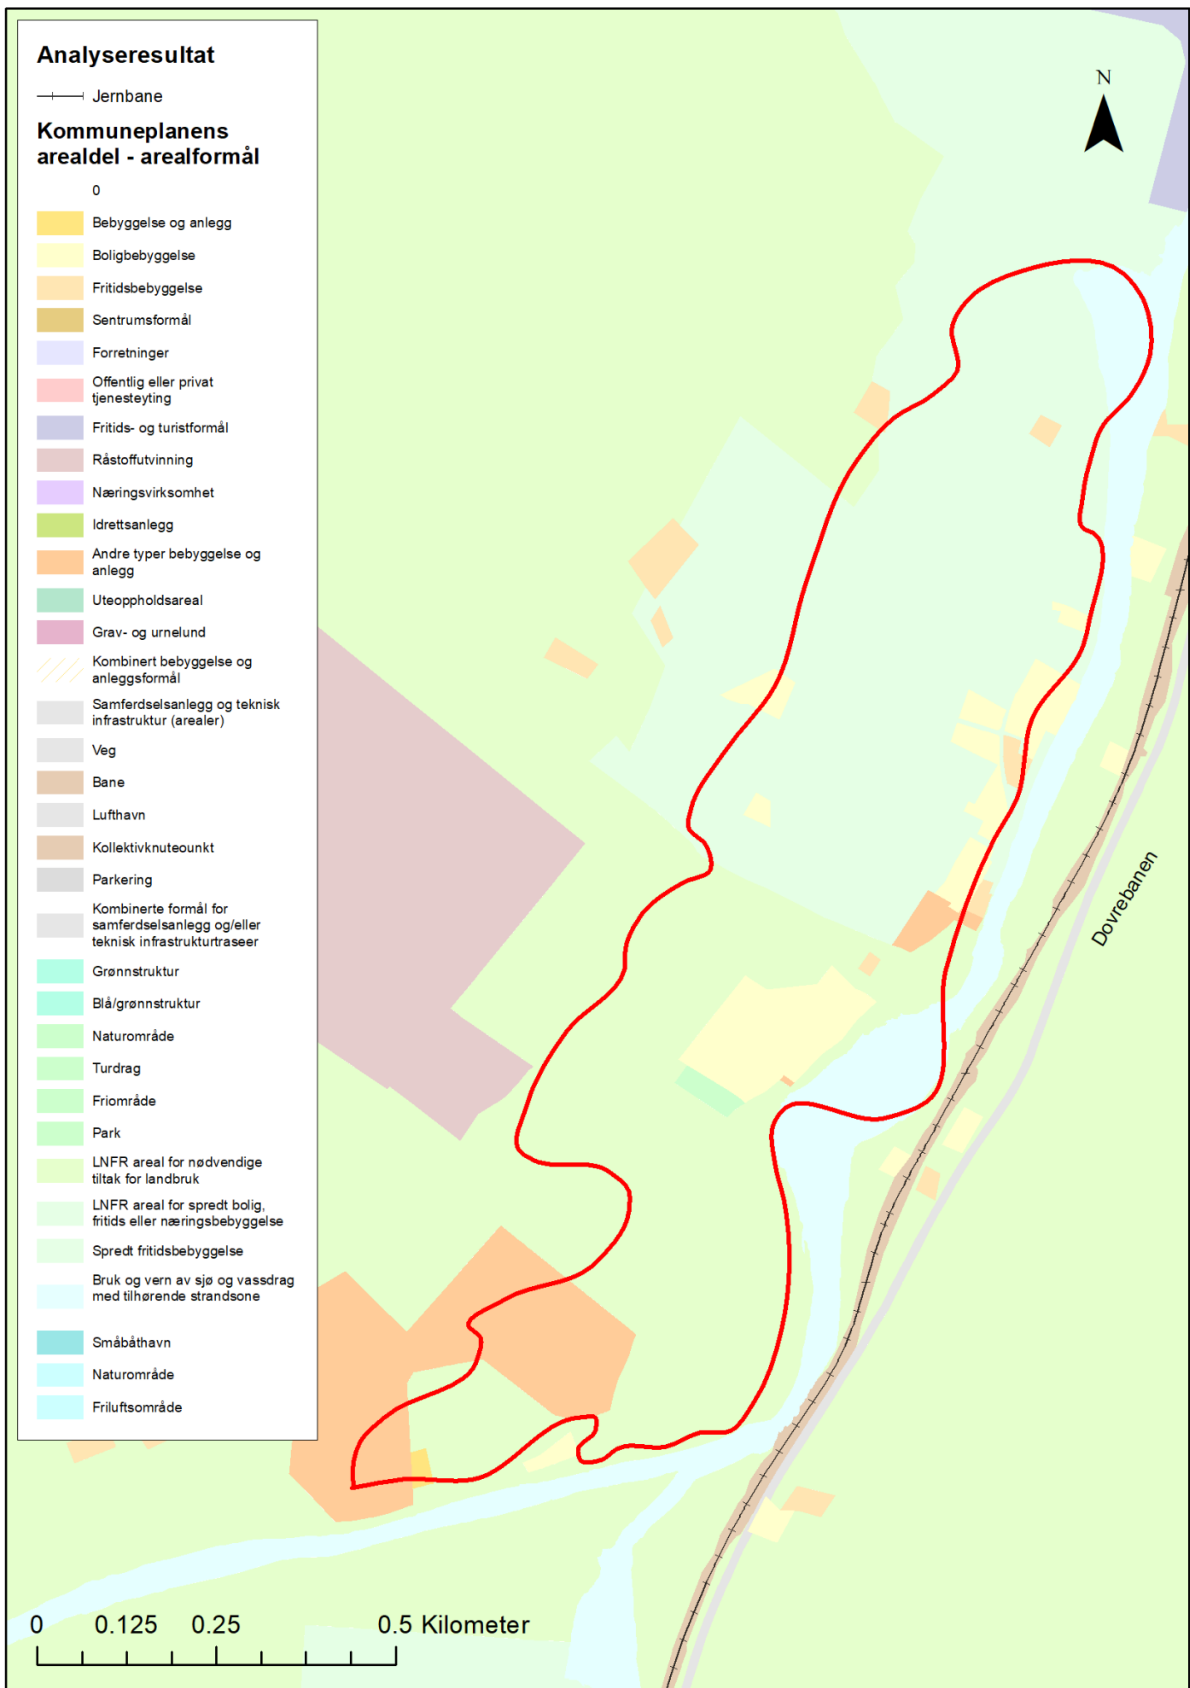 Analyseresultat
Jernbane
Kommuneplanens
arealdel - arealformål
0
Bebyggelse og anlegg
Boligbebyggelse
Fritidsbebyggelse
Sentrumsformål
Forretninger
Offentlig eller privat
tjenesteyting
Fritids- og turistformål
Råstoffutvinning
Næringsvirksomhet
Idrettsanlegg
Andre typer bebyggelse og
anlegg
Uteoppholdsareal
Grav- og urnelund
Kombinert bebyggelse og
anleggsformål
Samferdselsanlegg og teknisk
infrastruktur (arealer)
Veg
Bane
Lufthavn
Kollektivknuteounkt
Parkering
Kombinerte formål for
samferdselsanlegg og/eller
teknisk infrastrukturtraseer
Grønnstruktur
Blå/grønnstruktur
Naturområde
Turdrag
Friområde
Park
LNFR areal for nødvendige
tiltak for landbruk
LNFR areal for spredt bolig,
fritids eller næringsbebyggelse
Spredt fritidsbebyggelse
Bruk og vern av sjø og vassdrag
med tilhørende strandsone
Småbåthavn
Naturområde
Friluftsområde
N
Dovrebanen
0 0.125 0.25 0.5 Kilometer